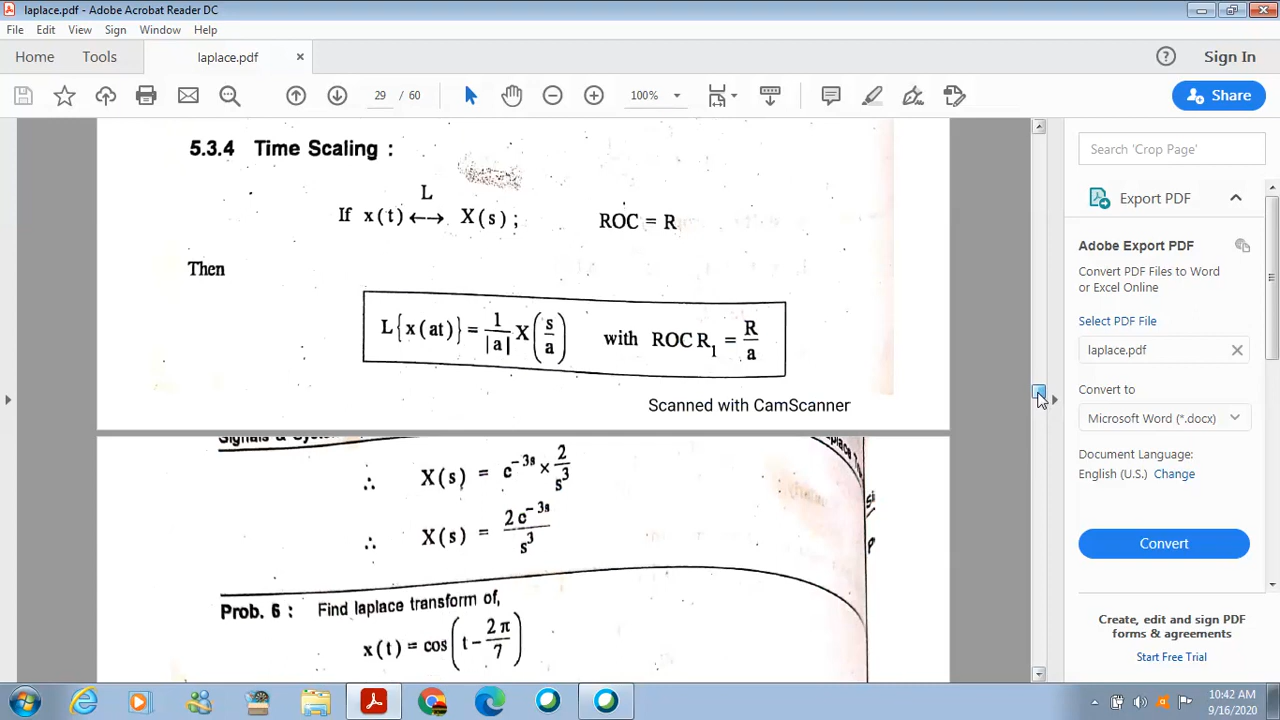 laplace.pdf - Adobe Acrobat Reader DC
File Edit View Sign Window Help
Home Tools laplace.pdf × Sign In
29 / 60 100% Share
5.3.4 Time Scaling :
L
If x(t) ⟷ X(s) ; ROC = R
Then
L{x(at)} = 1/|a| X(s/a) with ROC R₁ = R/a
Scanned with CamScanner
Signals & Syste
∴ X(s) = e⁻³ˢ × 2/s³
∴ X(s) = 2e⁻³ˢ/s³
Prob. 6 : Find laplace transform of,
x(t) = cos(t − 2π/7)
Search 'Crop Page'
Export PDF
Adobe Export PDF
Convert PDF Files to Word
or Excel Online
Select PDF File
laplace.pdf
Convert to
Microsoft Word (*.docx)
Document Language:
English (U.S.) Change
Convert
Create, edit and sign PDF
forms & agreements
Start Free Trial
10:42 AM
9/16/2020